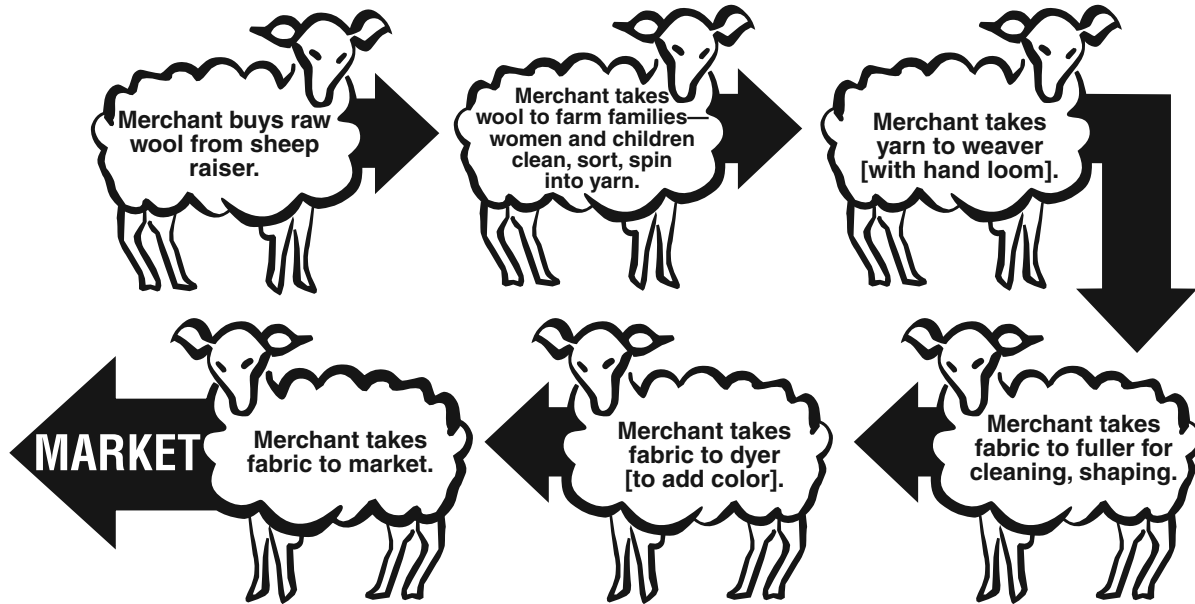 Merchant buys raw
wool from sheep
raiser.
Merchant takes
wool to farm families—
women and children
clean, sort, spin
into yarn.
Merchant takes
yarn to weaver
[with hand loom].
Merchant takes
fabric to fuller for
cleaning, shaping.
Merchant takes
fabric to dyer
[to add color].
Merchant takes
fabric to market.
MARKET